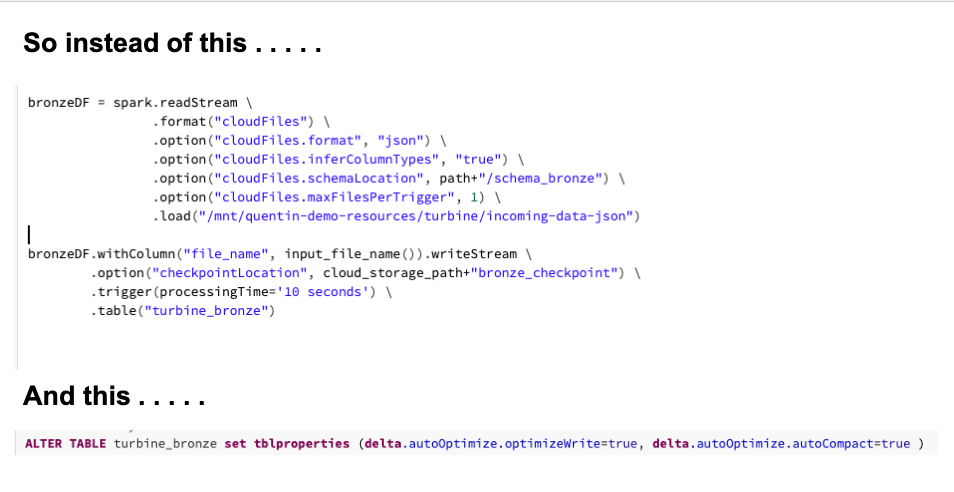 So instead of this . . . . .
bronzeDF = spark.readStream \
.format("cloudFiles") \
.option("cloudFiles.format", "json") \
.option("cloudFiles.inferColumnTypes", "true") \
.option("cloudFiles.schemaLocation", path+"/schema_bronze") \
.option("cloudFiles.maxFilesPerTrigger", 1) \
.load("/mnt/quentin-demo-resources/turbine/incoming-data-json")
bronzeDF.withColumn("file_name", input_file_name()).writeStream \
.option("checkpointLocation", cloud_storage_path+"bronze_checkpoint") \
.trigger(processingTime='10 seconds') \
.table("turbine_bronze")
And this . . . . .
ALTER TABLE turbine_bronze set tblproperties (delta.autoOptimize.optimizeWrite=true, delta.autoOptimize.autoCompact=true )